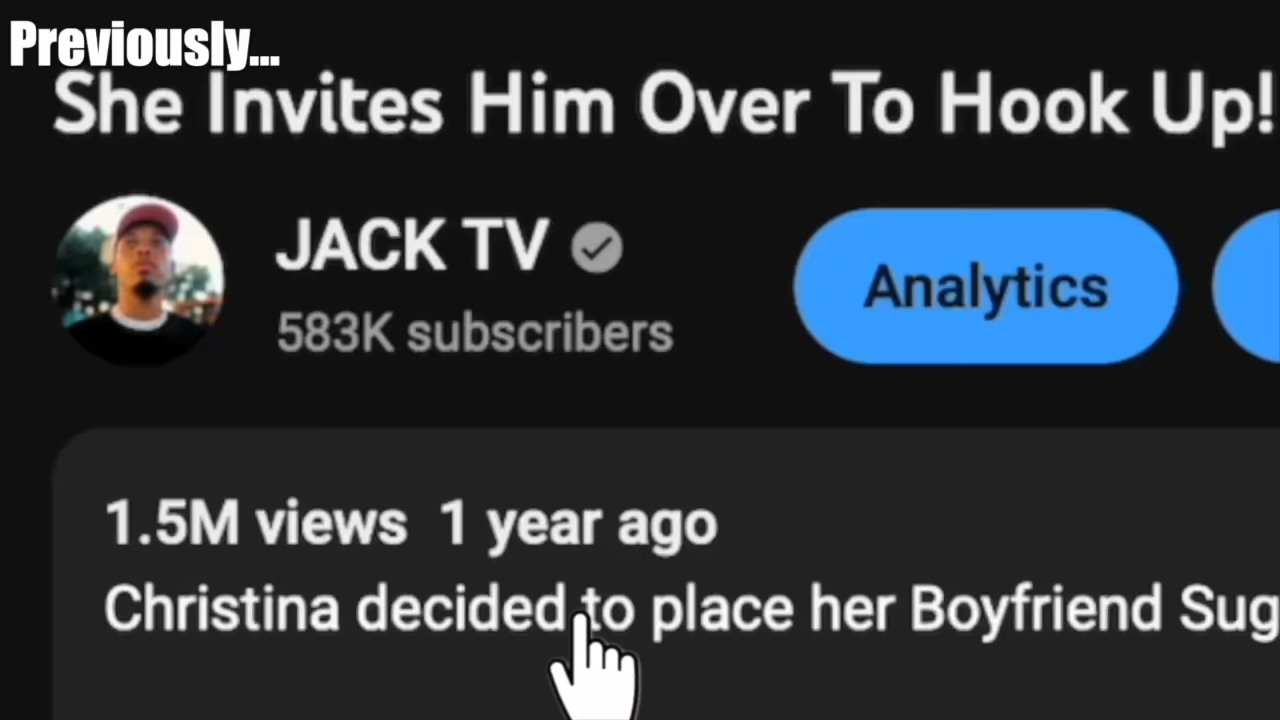 Previously...
She Invites Him Over To Hook Up!
JACK TV
583K subscribers
Analytics
1.5M views 1 year ago
Christina decided to place her Boyfriend Sug